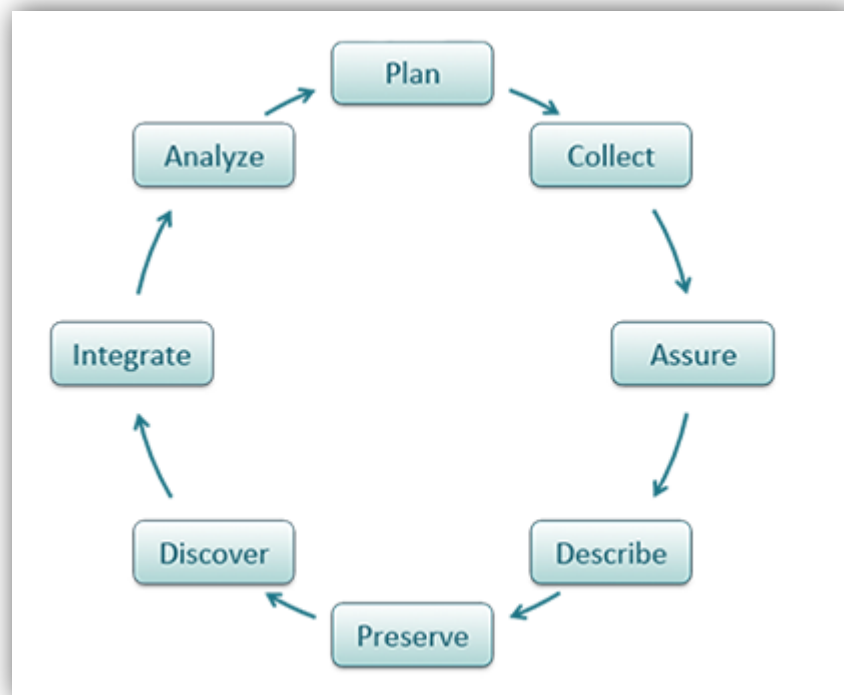 Plan
Collect
Assure
Describe
Preserve
Discover
Integrate
Analyze